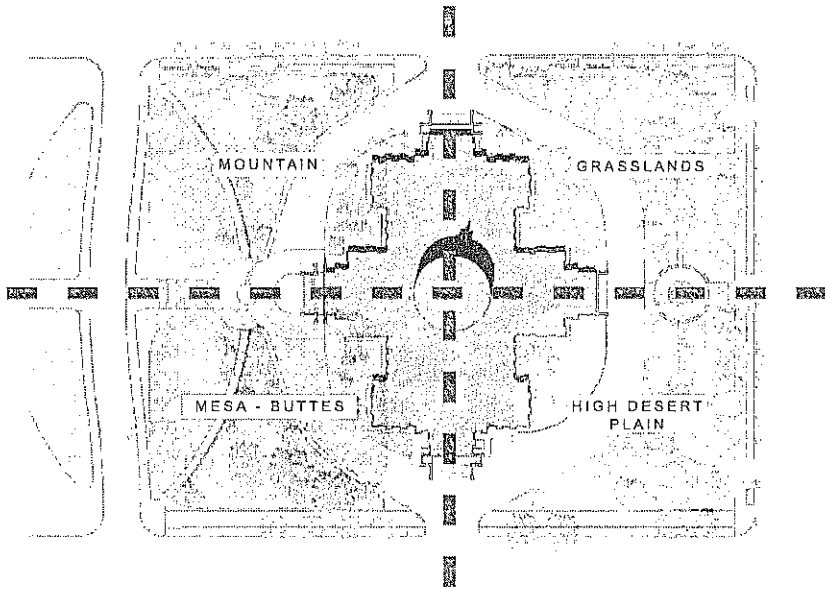 MOUNTAIN
GRASSLANDS
MESA - BUTTES
HIGH DESERT
PLAIN